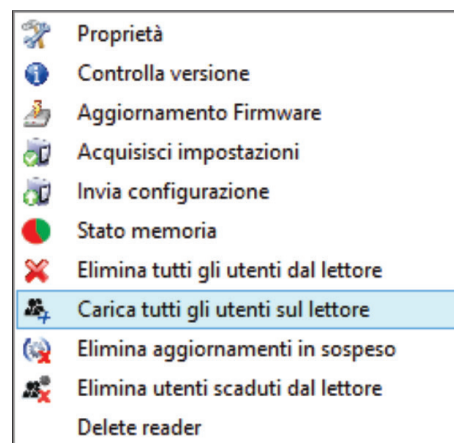 Proprietà
Controlla versione
Aggiornamento Firmware
Acquisisci impostazioni
Invia configurazione
Stato memoria
Elimina tutti gli utenti dal lettore
Carica tutti gli utenti sul lettore
Elimina aggiornamenti in sospeso
Elimina utenti scaduti dal lettore
Delete reader